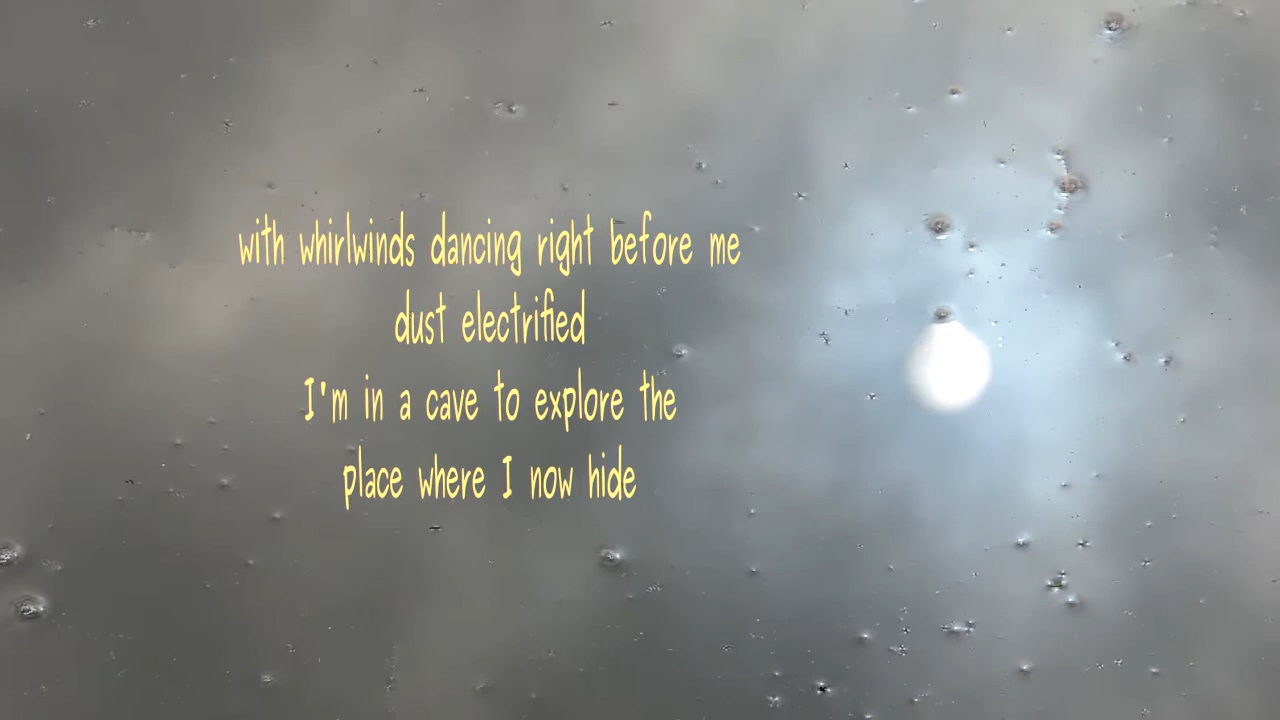 with whirlwinds dancing right before me
dust electrified
I'm in a cave to explore the
place where I now hide